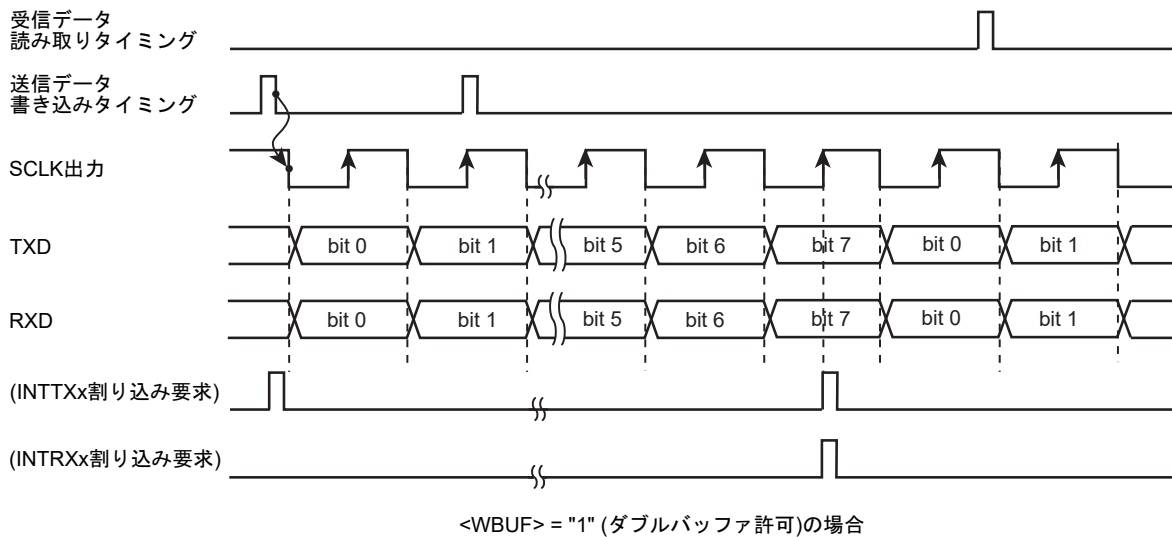 受信データ
読み取りタイミング
送信データ
書き込みタイミング
SCLK出力
TXD
bit 0
bit 1
bit 5
bit 6
bit 7
bit 0
bit 1
RXD
bit 0
bit 1
bit 5
bit 6
bit 7
bit 0
bit 1
(INTTXx割り込み要求)
(INTRXx割り込み要求)
<WBUF> = "1" (ダブルバッファ許可)の場合